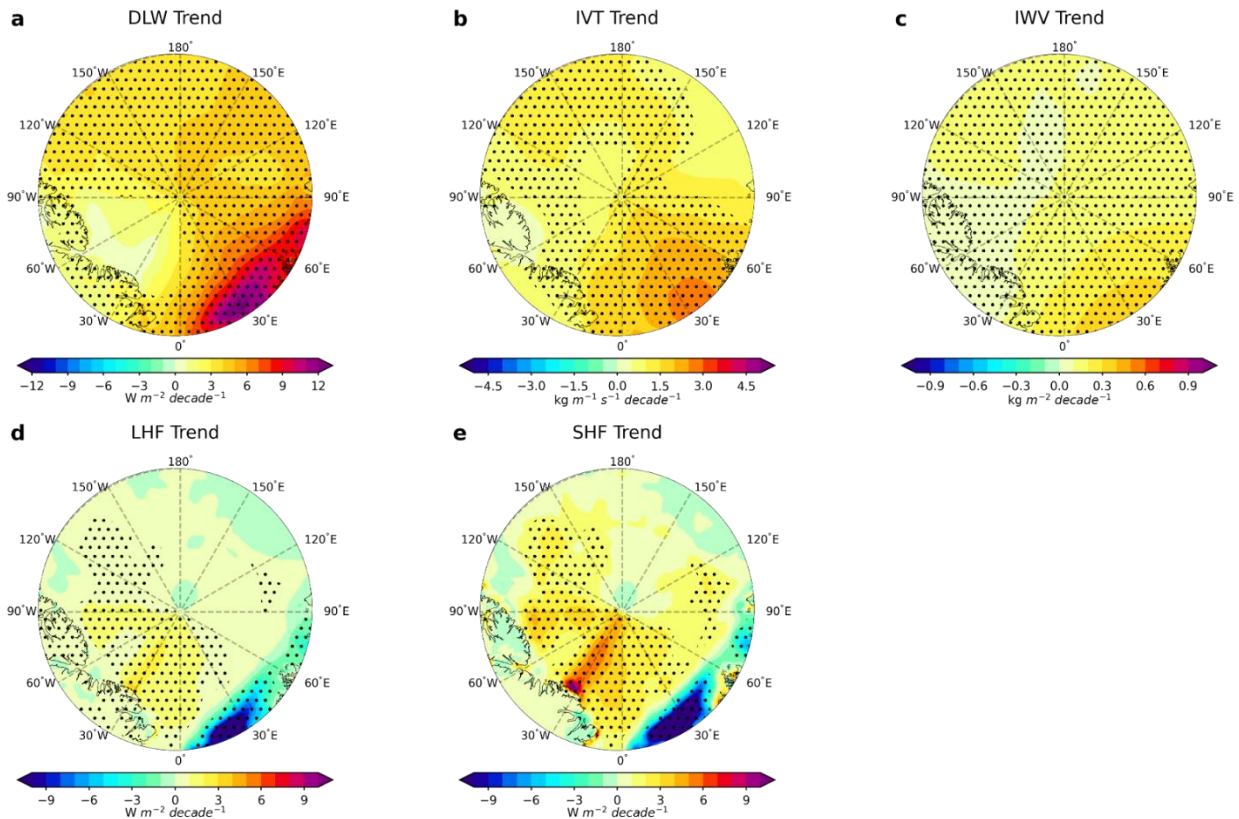 a DLW Trend
180°
150°W 150°E
120°W 120°E
90°W 90°E
60°W 60°E
30°W 30°E
0°
−12 −9 −6 −3 0 3 6 9 12
W m⁻² decade⁻¹
b IVT Trend
180°
150°W 150°E
120°W 120°E
90°W 90°E
60°W 60°E
30°W 30°E
0°
−4.5 −3.0 −1.5 0.0 1.5 3.0 4.5
kg m⁻¹ s⁻¹ decade⁻¹
c IWV Trend
180°
150°W 150°E
120°W 120°E
90°W 90°E
60°W 60°E
30°W 30°E
0°
−0.9 −0.6 −0.3 0.0 0.3 0.6 0.9
kg m⁻² decade⁻¹
d LHF Trend
180°
150°W 150°E
120°W 120°E
90°W 90°E
60°W 60°E
30°W 30°E
0°
−9 −6 −3 0 3 6 9
W m⁻² decade⁻¹
e SHF Trend
180°
150°W 150°E
120°W 120°E
90°W 90°E
60°W 60°E
30°W 30°E
0°
−9 −6 −3 0 3 6 9
W m⁻² decade⁻¹